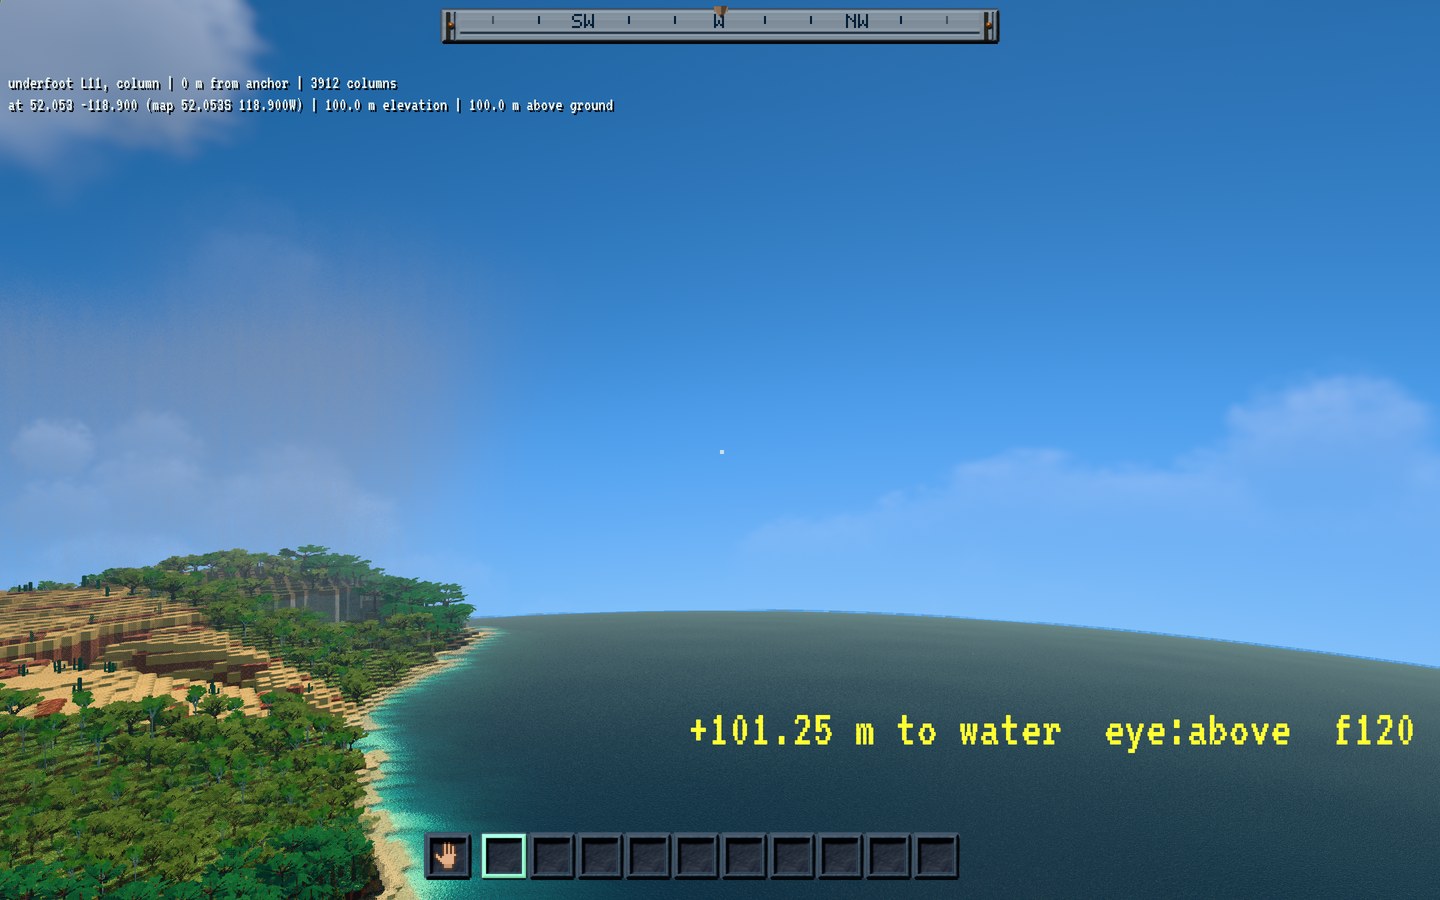 SW W NW
underfoot L11, column | 0 m from anchor | 3912 columns
at 52.053 -118.900 (map 52.053S 118.900W) | 100.0 m elevation | 100.0 m above ground
+101.25 m to water eye:above f120